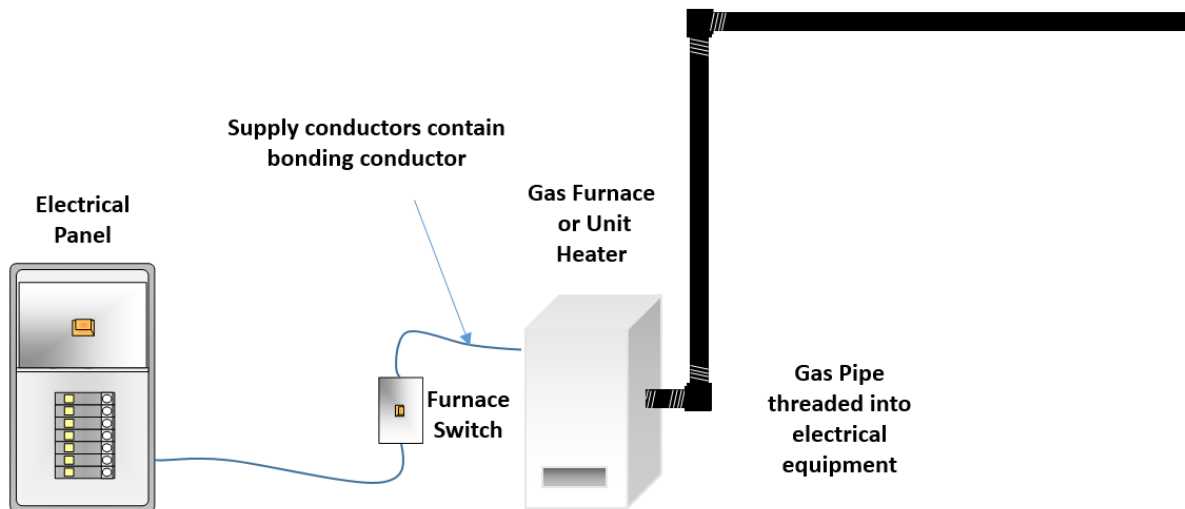 Supply conductors contain
bonding conductor
Electrical
Panel
Gas Furnace
or Unit
Heater
Furnace
Switch
Gas Pipe
threaded into
electrical
equipment